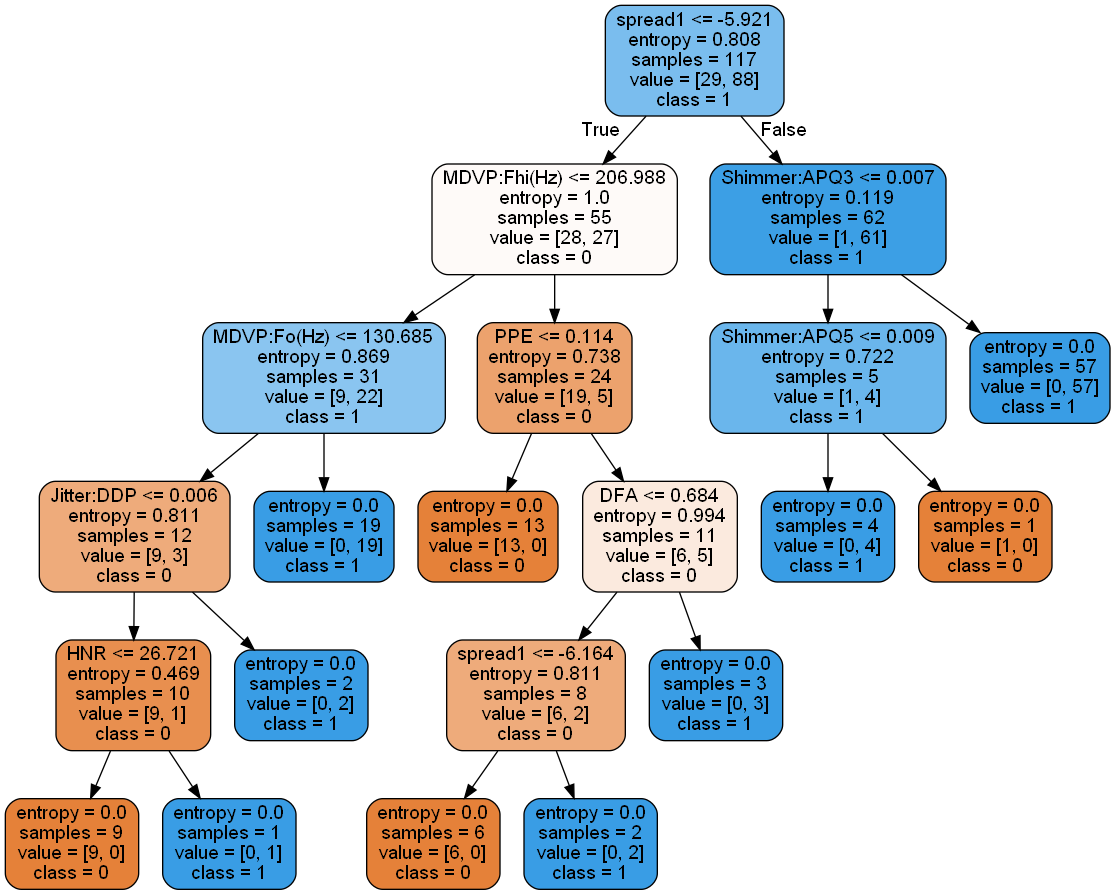 spread1 <= -5.921
entropy = 0.808
samples = 117
value = [29, 88]
class = 1
True
False
MDVP:Fhi(Hz) <= 206.988
entropy = 1.0
samples = 55
value = [28, 27]
class = 0
Shimmer:APQ3 <= 0.007
entropy = 0.119
samples = 62
value = [1, 61]
class = 1
MDVP:Fo(Hz) <= 130.685
entropy = 0.869
samples = 31
value = [9, 22]
class = 1
PPE <= 0.114
entropy = 0.738
samples = 24
value = [19, 5]
class = 0
Shimmer:APQ5 <= 0.009
entropy = 0.722
samples = 5
value = [1, 4]
class = 1
entropy = 0.0
samples = 57
value = [0, 57]
class = 1
Jitter:DDP <= 0.006
entropy = 0.811
samples = 12
value = [9, 3]
class = 0
entropy = 0.0
samples = 19
value = [0, 19]
class = 1
entropy = 0.0
samples = 13
value = [13, 0]
class = 0
DFA <= 0.684
entropy = 0.994
samples = 11
value = [6, 5]
class = 0
entropy = 0.0
samples = 4
value = [0, 4]
class = 1
entropy = 0.0
samples = 1
value = [1, 0]
class = 0
HNR <= 26.721
entropy = 0.469
samples = 10
value = [9, 1]
class = 0
entropy = 0.0
samples = 2
value = [0, 2]
class = 1
spread1 <= -6.164
entropy = 0.811
samples = 8
value = [6, 2]
class = 0
entropy = 0.0
samples = 3
value = [0, 3]
class = 1
entropy = 0.0
samples = 9
value = [9, 0]
class = 0
entropy = 0.0
samples = 1
value = [0, 1]
class = 1
entropy = 0.0
samples = 6
value = [6, 0]
class = 0
entropy = 0.0
samples = 2
value = [0, 2]
class = 1